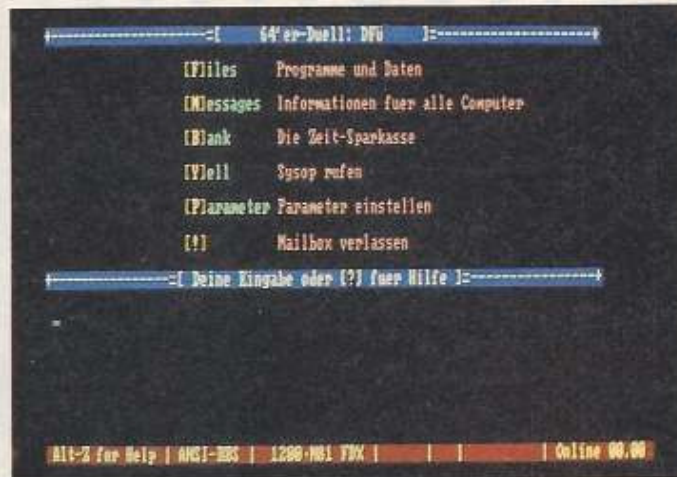 +--------------------=[ 64'er-Duell: DFÜ ]=--------------------+
[F]iles Programme und Daten
[M]essages Informationen fuer alle Computer
[B]ank Die Zeit-Sparkasse
[Y]ell Sysop rufen
[P]arameter Parameter einstellen
[!] Mailbox verlassen
+----------------=[ Deine Eingabe oder [?] fuer Hilfe ]=----------------+
Alt-Z for Help | ANSI-BBS | 1200·N81 FDX | | | | Online 00.00